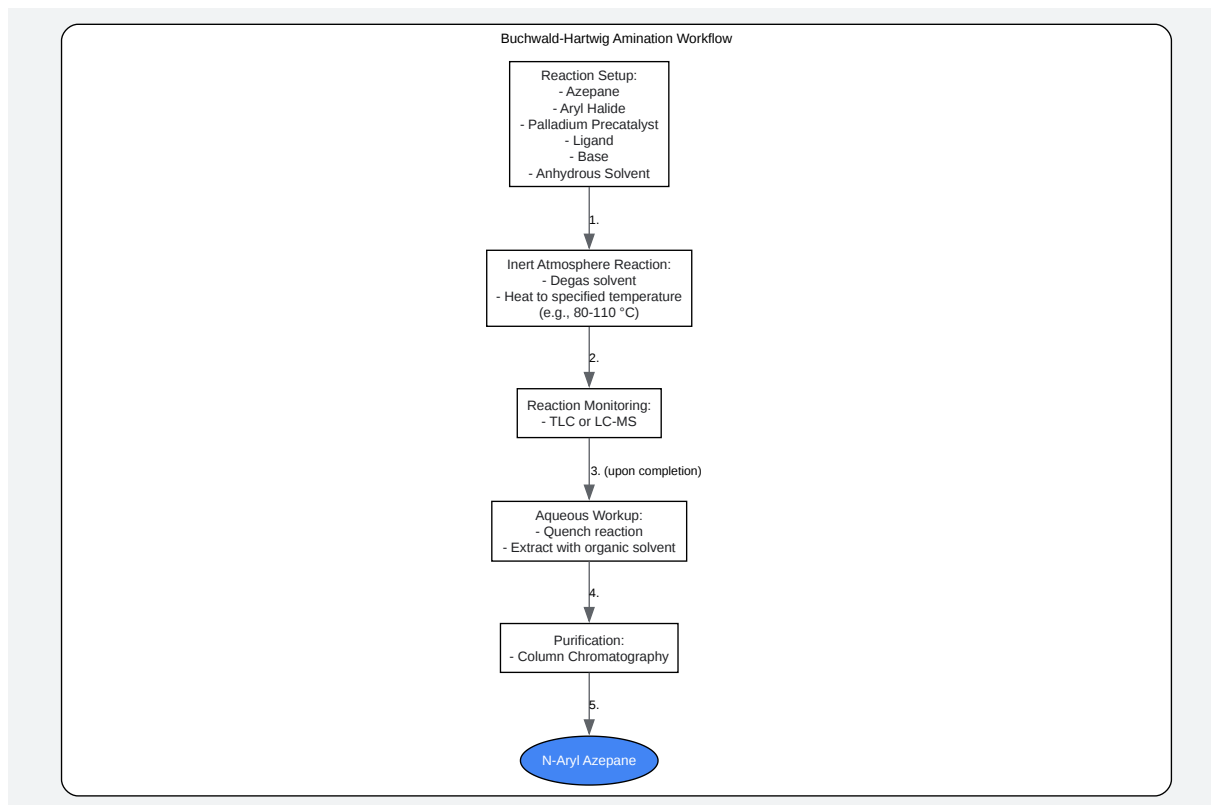 Buchwald-Hartwig Amination Workflow
Reaction Setup:
- Azepane
- Aryl Halide
- Palladium Precatalyst
- Ligand
- Base
- Anhydrous Solvent
1.
Inert Atmosphere Reaction:
- Degas solvent
- Heat to specified temperature
(e.g., 80-110 °C)
2.
Reaction Monitoring:
- TLC or LC-MS
3. (upon completion)
Aqueous Workup:
- Quench reaction
- Extract with organic solvent
4.
Purification:
- Column Chromatography
5.
N-Aryl Azepane